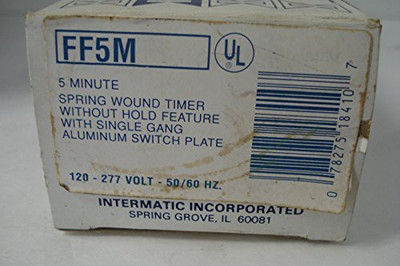 FF5M
UL
5 MINUTE
SPRING WOUND TIMER
WITHOUT HOLD FEATURE
WITH SINGLE GANG
ALUMINUM SWITCH PLATE
120 - 277 VOLT - 50/60 HZ.
0 78275 18410 7
INTERMATIC INCORPORATED
SPRING GROVE, IL 60081